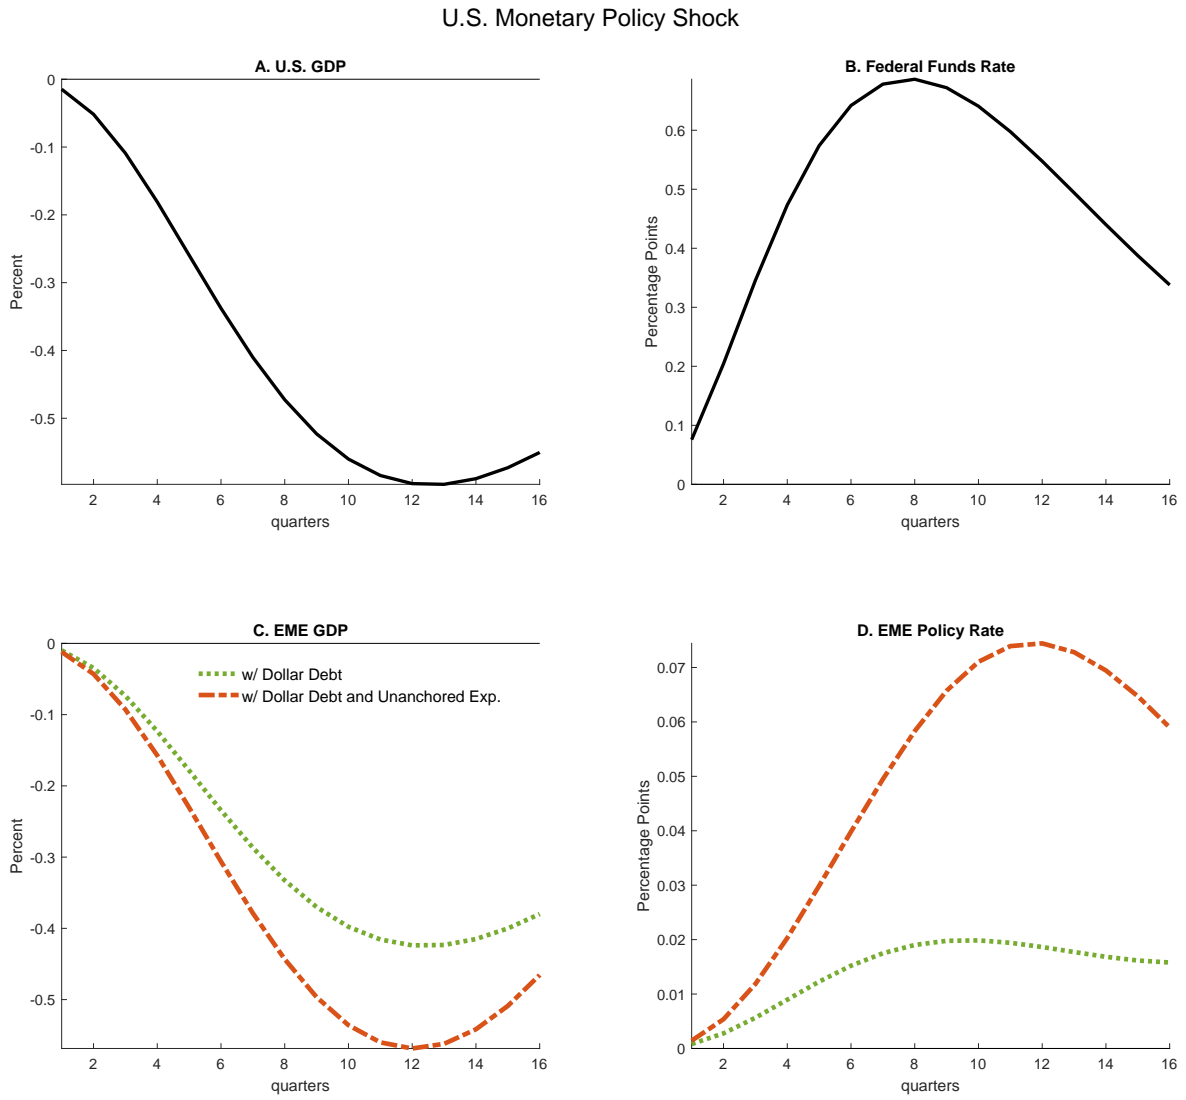 U.S. Monetary Policy Shock
A. U.S. GDP
0
-0.1
-0.2
-0.3
-0.4
-0.5
Percent
2 4 6 8 10 12 14 16
quarters
B. Federal Funds Rate
0.6
0.5
0.4
0.3
0.2
0.1
0
Percentage Points
2 4 6 8 10 12 14 16
quarters
C. EME GDP
0
-0.1
-0.2
-0.3
-0.4
-0.5
Percent
w/ Dollar Debt
w/ Dollar Debt and Unanchored Exp.
2 4 6 8 10 12 14 16
quarters
D. EME Policy Rate
0.07
0.06
0.05
0.04
0.03
0.02
0.01
0
Percentage Points
2 4 6 8 10 12 14 16
quarters